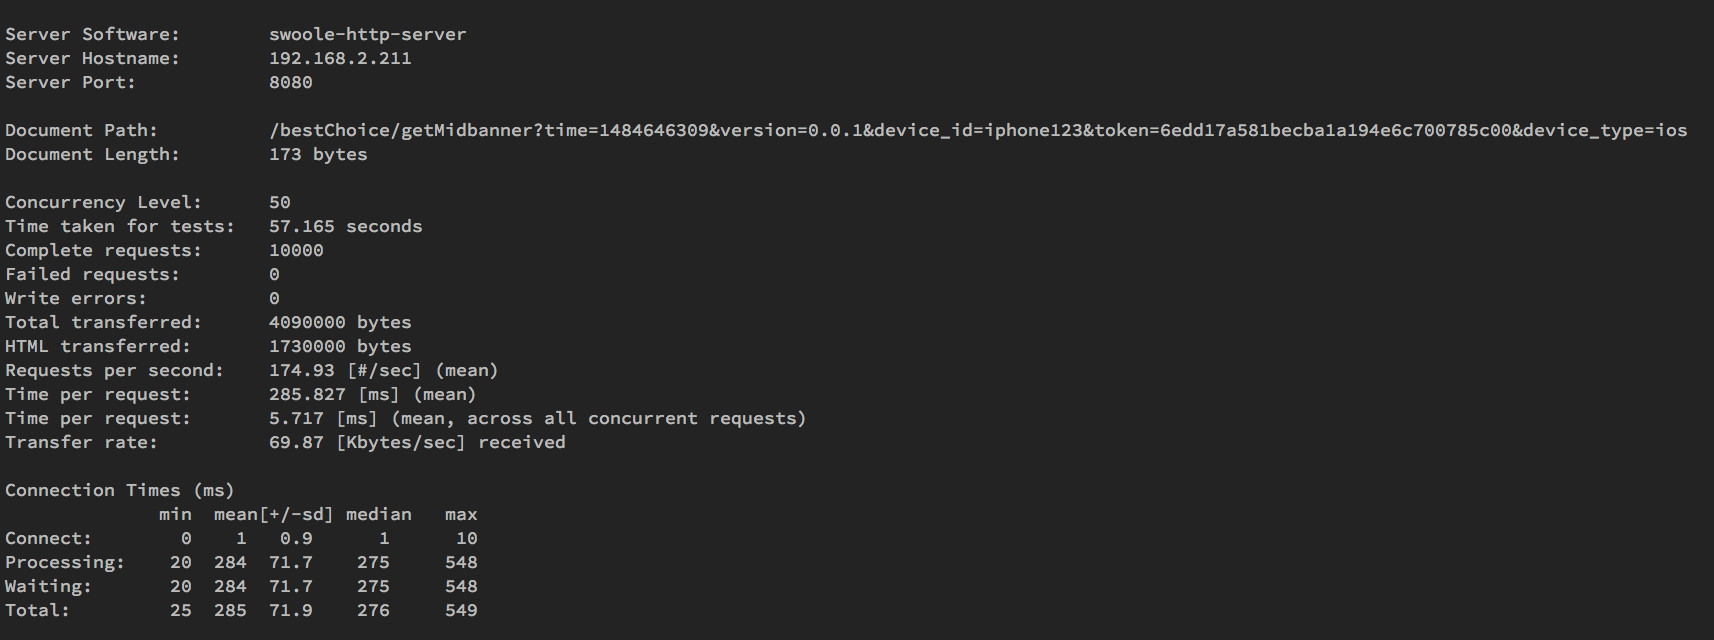 Server Software: swoole-http-server
Server Hostname: 192.168.2.211
Server Port: 8080
Document Path: /bestChoice/getMidbanner?time=1484646309&version=0.0.1&device_id=iphone123&token=6edd17a581becba1a194e6c700785c00&device_type=ios
Document Length: 173 bytes
Concurrency Level: 50
Time taken for tests: 57.165 seconds
Complete requests: 10000
Failed requests: 0
Write errors: 0
Total transferred: 4090000 bytes
HTML transferred: 1730000 bytes
Requests per second: 174.93 [#/sec] (mean)
Time per request: 285.827 [ms] (mean)
Time per request: 5.717 [ms] (mean, across all concurrent requests)
Transfer rate: 69.87 [Kbytes/sec] received
Connection Times (ms)
min mean[+/-sd] median max
Connect: 0 1 0.9 1 10
Processing: 20 284 71.7 275 548
Waiting: 20 284 71.7 275 548
Total: 25 285 71.9 276 549